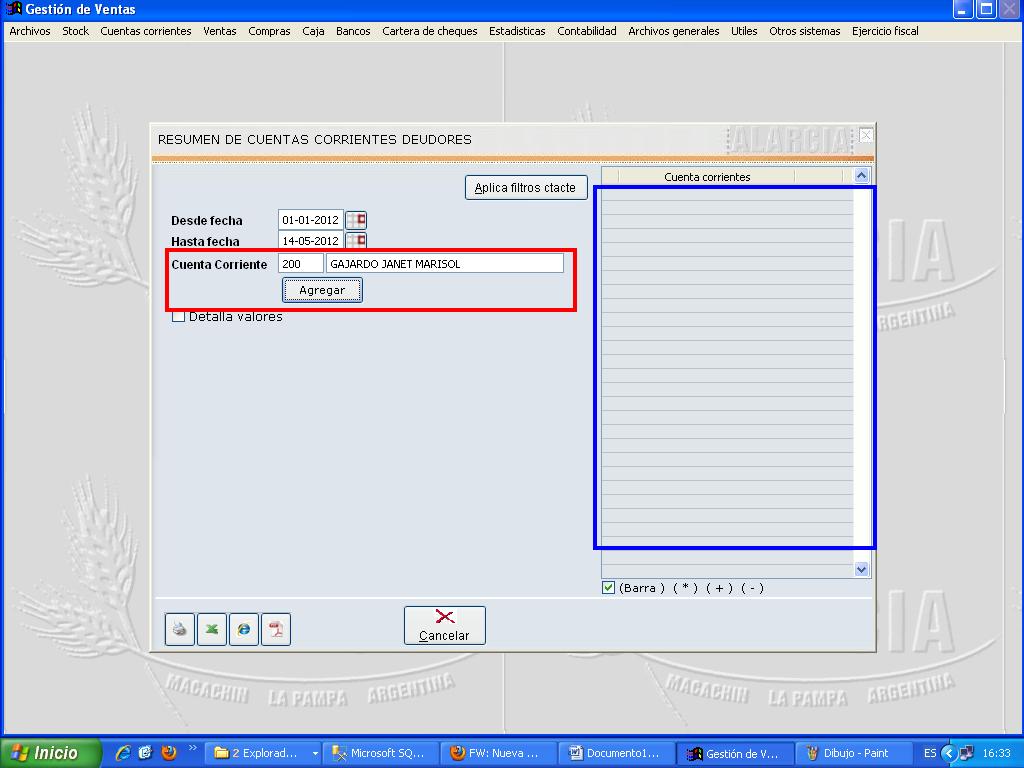 Gestión de Ventas
Archivos Stock Cuentas corrientes Ventas Compras Caja Bancos Cartera de cheques Estadisticas Contabilidad Archivos generales Utiles Otros sistemas Ejercicio fiscal
RESUMEN DE CUENTAS CORRIENTES DEUDORES
ALARCIA
Aplica filtros ctacte
Cuenta corrientes
Desde fecha 01-01-2012
Hasta fecha 14-05-2012
Cuenta Corriente 200 GAJARDO JANET MARISOL
Agregar
Detalla valores
(Barra ) ( * ) ( + ) ( - )
Cancelar
IA
ARGENTINA
IA
MACACHIN LA PAMPA ARGENTINA
MACACHIN LA PAMPA ARGENTINA
Inicio
2 Explorad...
Microsoft SQ...
FW: Nueva ...
Documento1...
Gestión de V...
Dibujo - Paint
ES
16:33